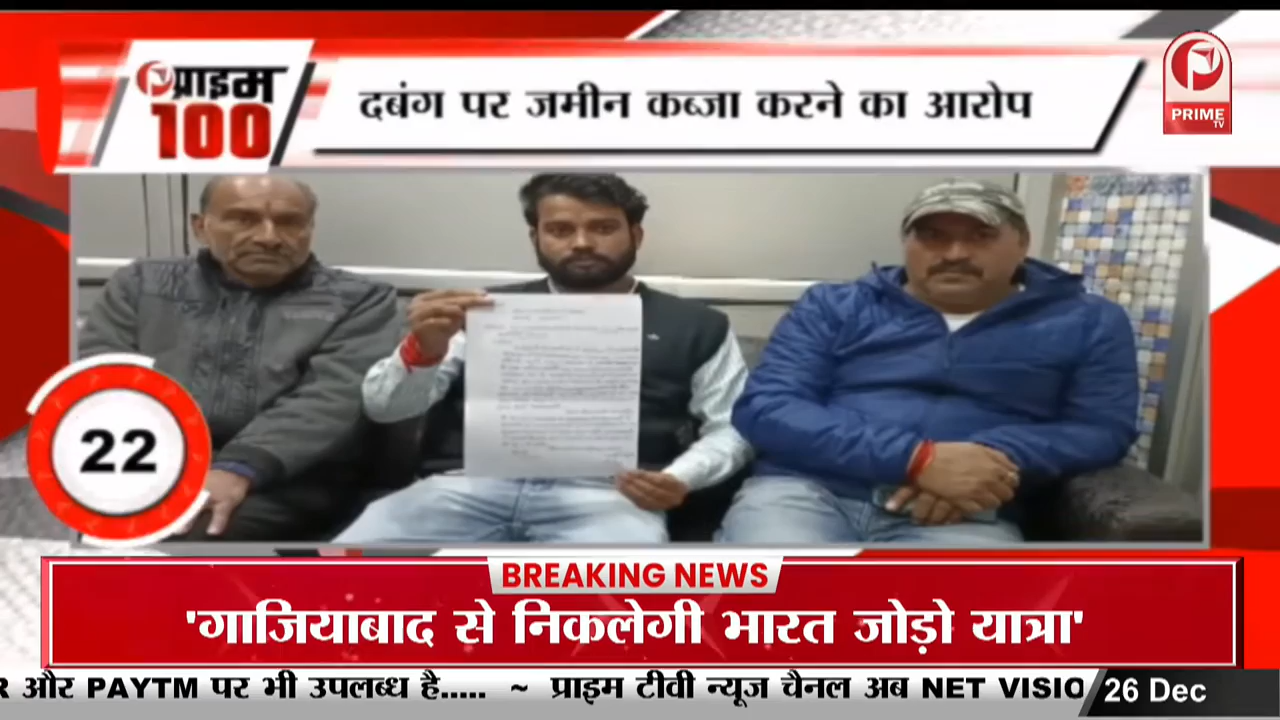 प्राइम
100
दबंग पर जमीन कब्जा करने का आरोप
PRIME
TV
22
BREAKING NEWS
'गाजियाबाद से निकलेगी भारत जोड़ो यात्रा'
R और PAYTM पर भी उपलब्ध है..... ~ प्राइम टीवी न्यूज चैनल अब NET VISIO
26 Dec